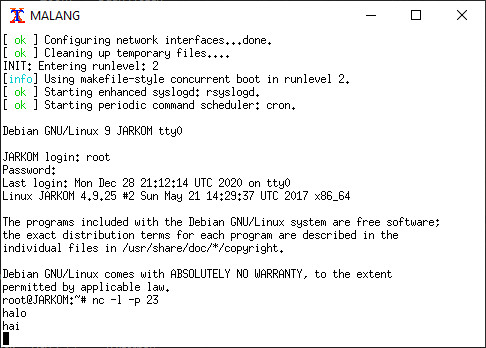 MALANG
[ ok ] Configuring network interfaces...done.
[ ok ] Cleaning up temporary files....
INIT: Entering runlevel: 2
[info] Using makefile-style concurrent boot in runlevel 2.
[ ok ] Starting enhanced syslogd: rsyslogd.
[ ok ] Starting periodic command scheduler: cron.
Debian GNU/Linux 9 JARKOM tty0
JARKOM login: root
Password:
Last login: Mon Dec 28 21:12:14 UTC 2020 on tty0
Linux JARKOM 4.9.25 #2 Sun May 21 14:29:37 UTC 2017 x86_64
The programs included with the Debian GNU/Linux system are free software;
the exact distribution terms for each program are described in the
individual files in /usr/share/doc/*/copyright.
Debian GNU/Linux comes with ABSOLUTELY NO WARRANTY, to the extent
permitted by applicable law.
root@JARKOM:~# nc -l -p 23
halo
hai